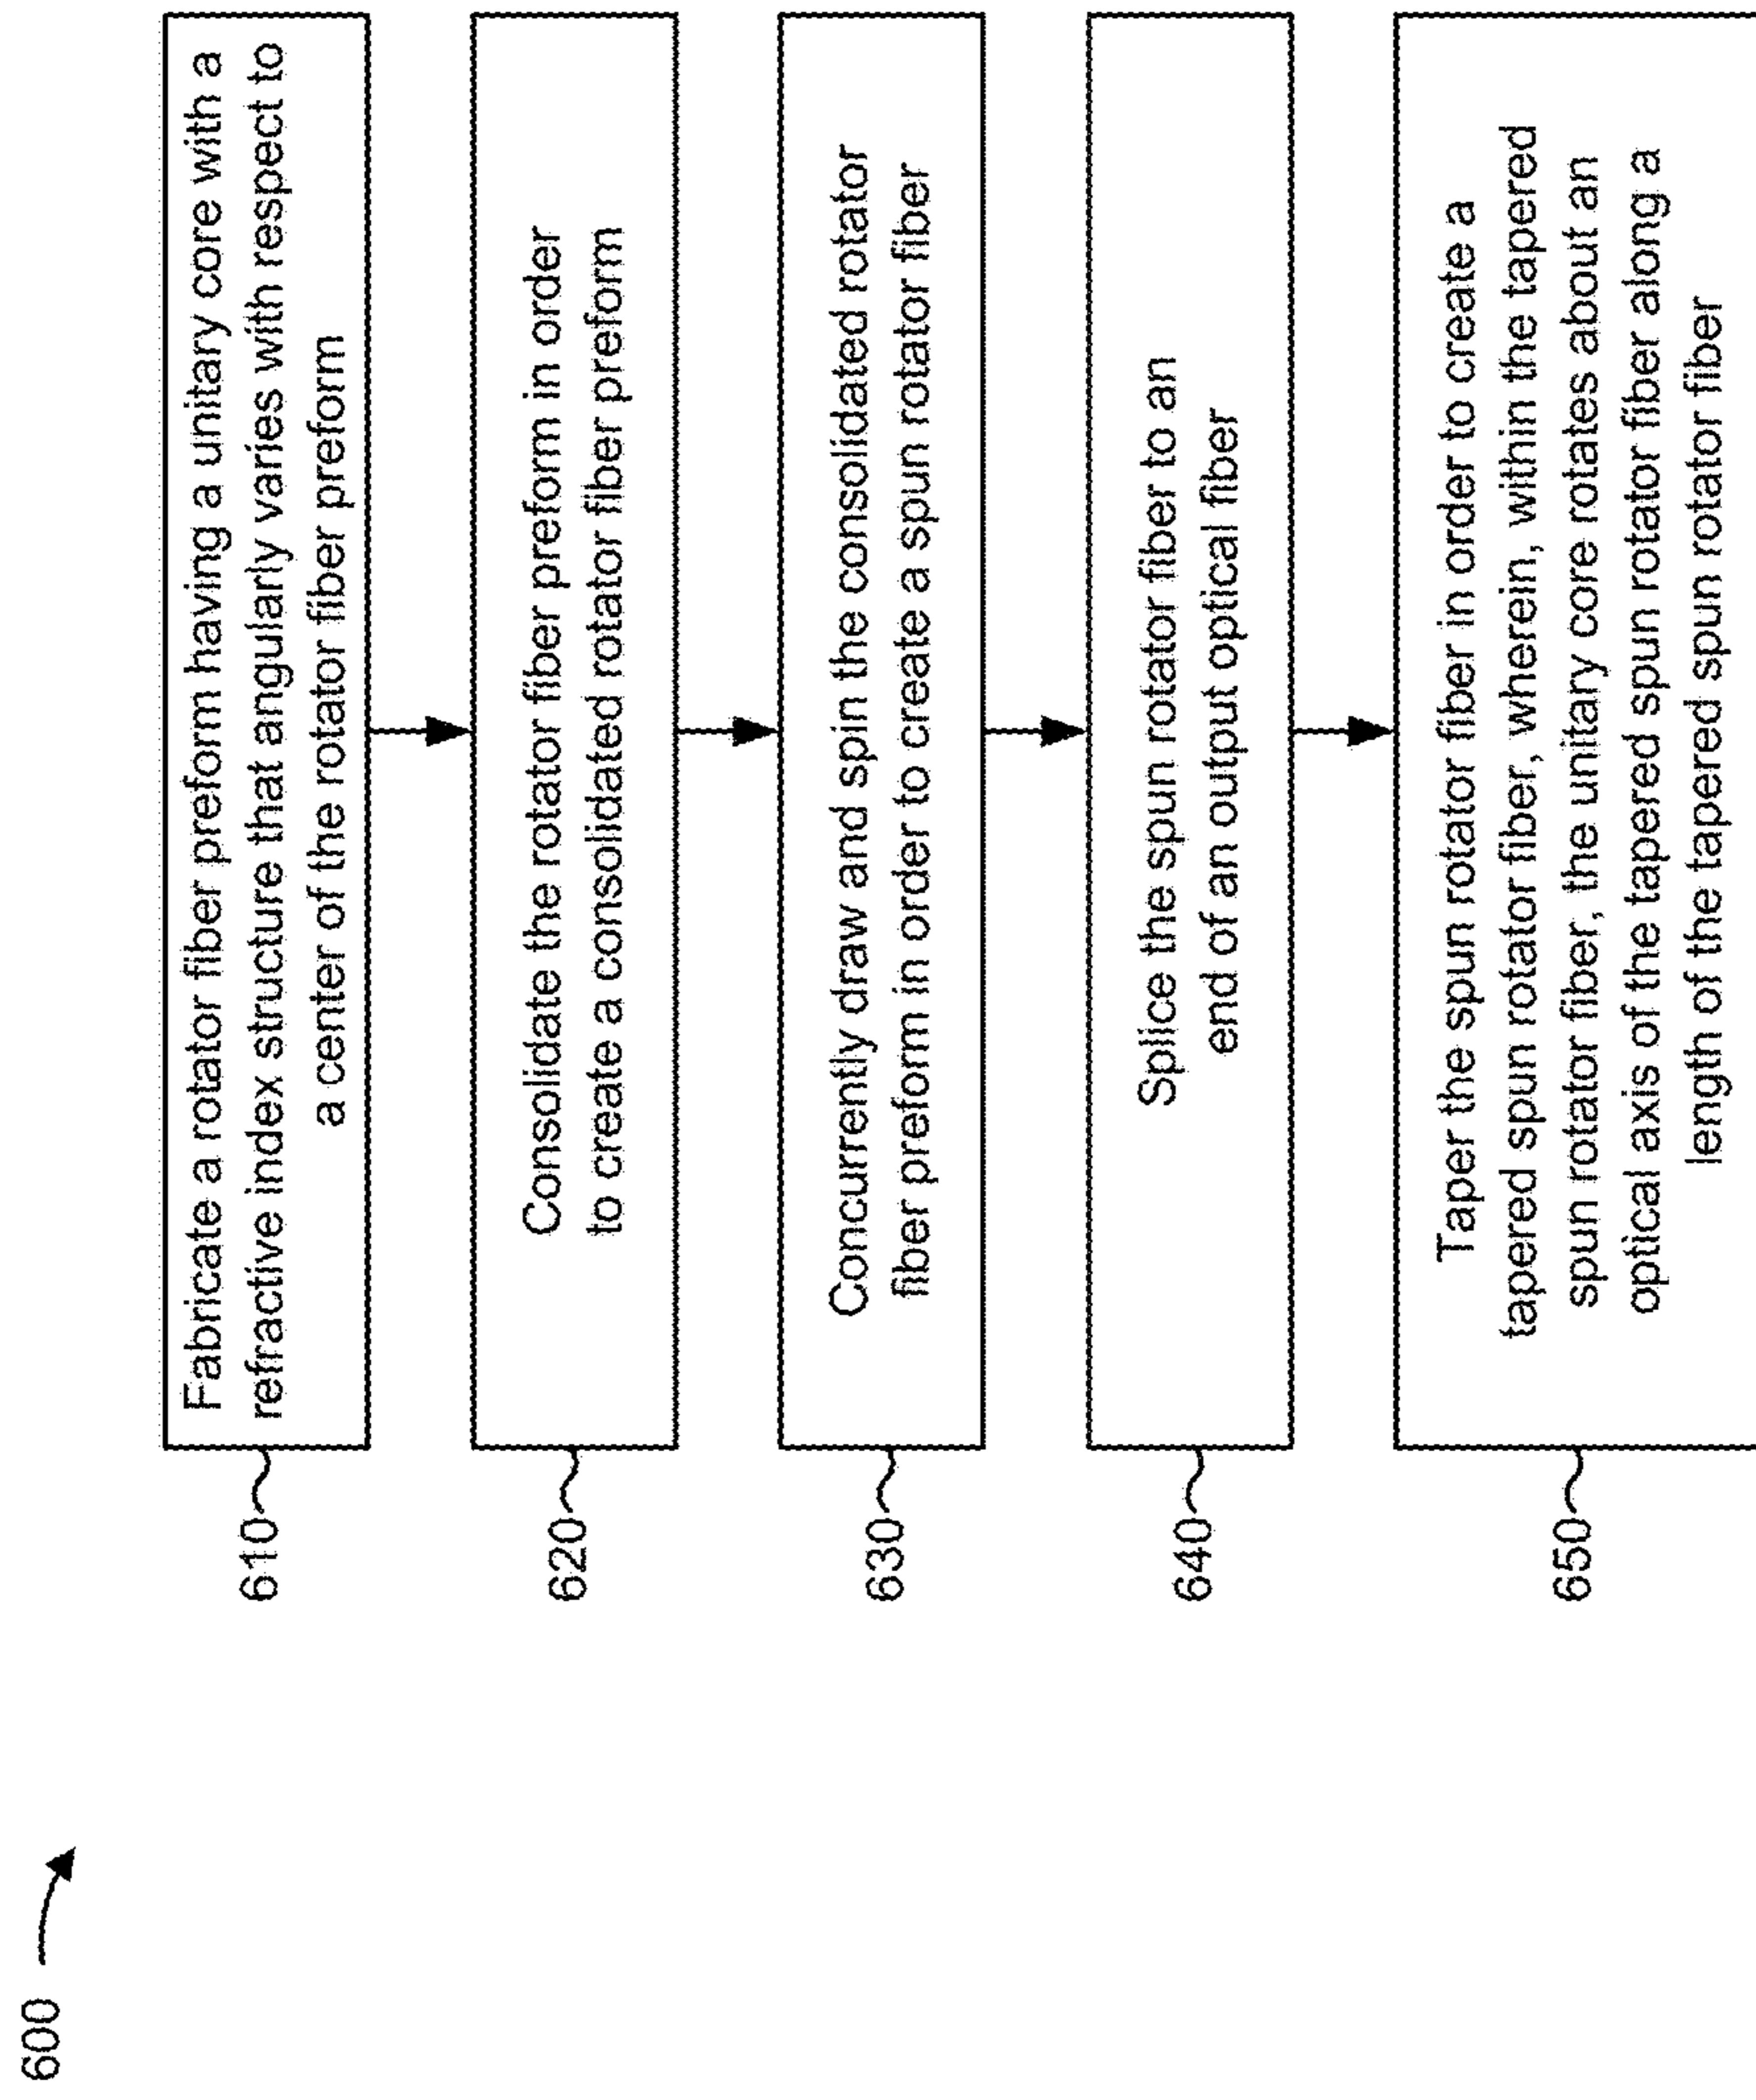 600
610
Fabricate a rotator fiber preform having a unitary core with a
refractive index structure that angularly varies with respect to
a center of the rotator fiber preform
620
Consolidate the rotator fiber preform in order
to create a consolidated rotator fiber preform
630
Concurrently draw and spin the consolidated rotator
fiber preform in order to create a spun rotator fiber
640
Splice the spun rotator fiber to an
end of an output optical fiber
650
Taper the spun rotator fiber in order to create a
tapered spun rotator fiber, wherein, within the tapered
spun rotator fiber, the unitary core rotates about an
optical axis of the tapered spun rotator fiber along a
length of the tapered spun rotator fiber